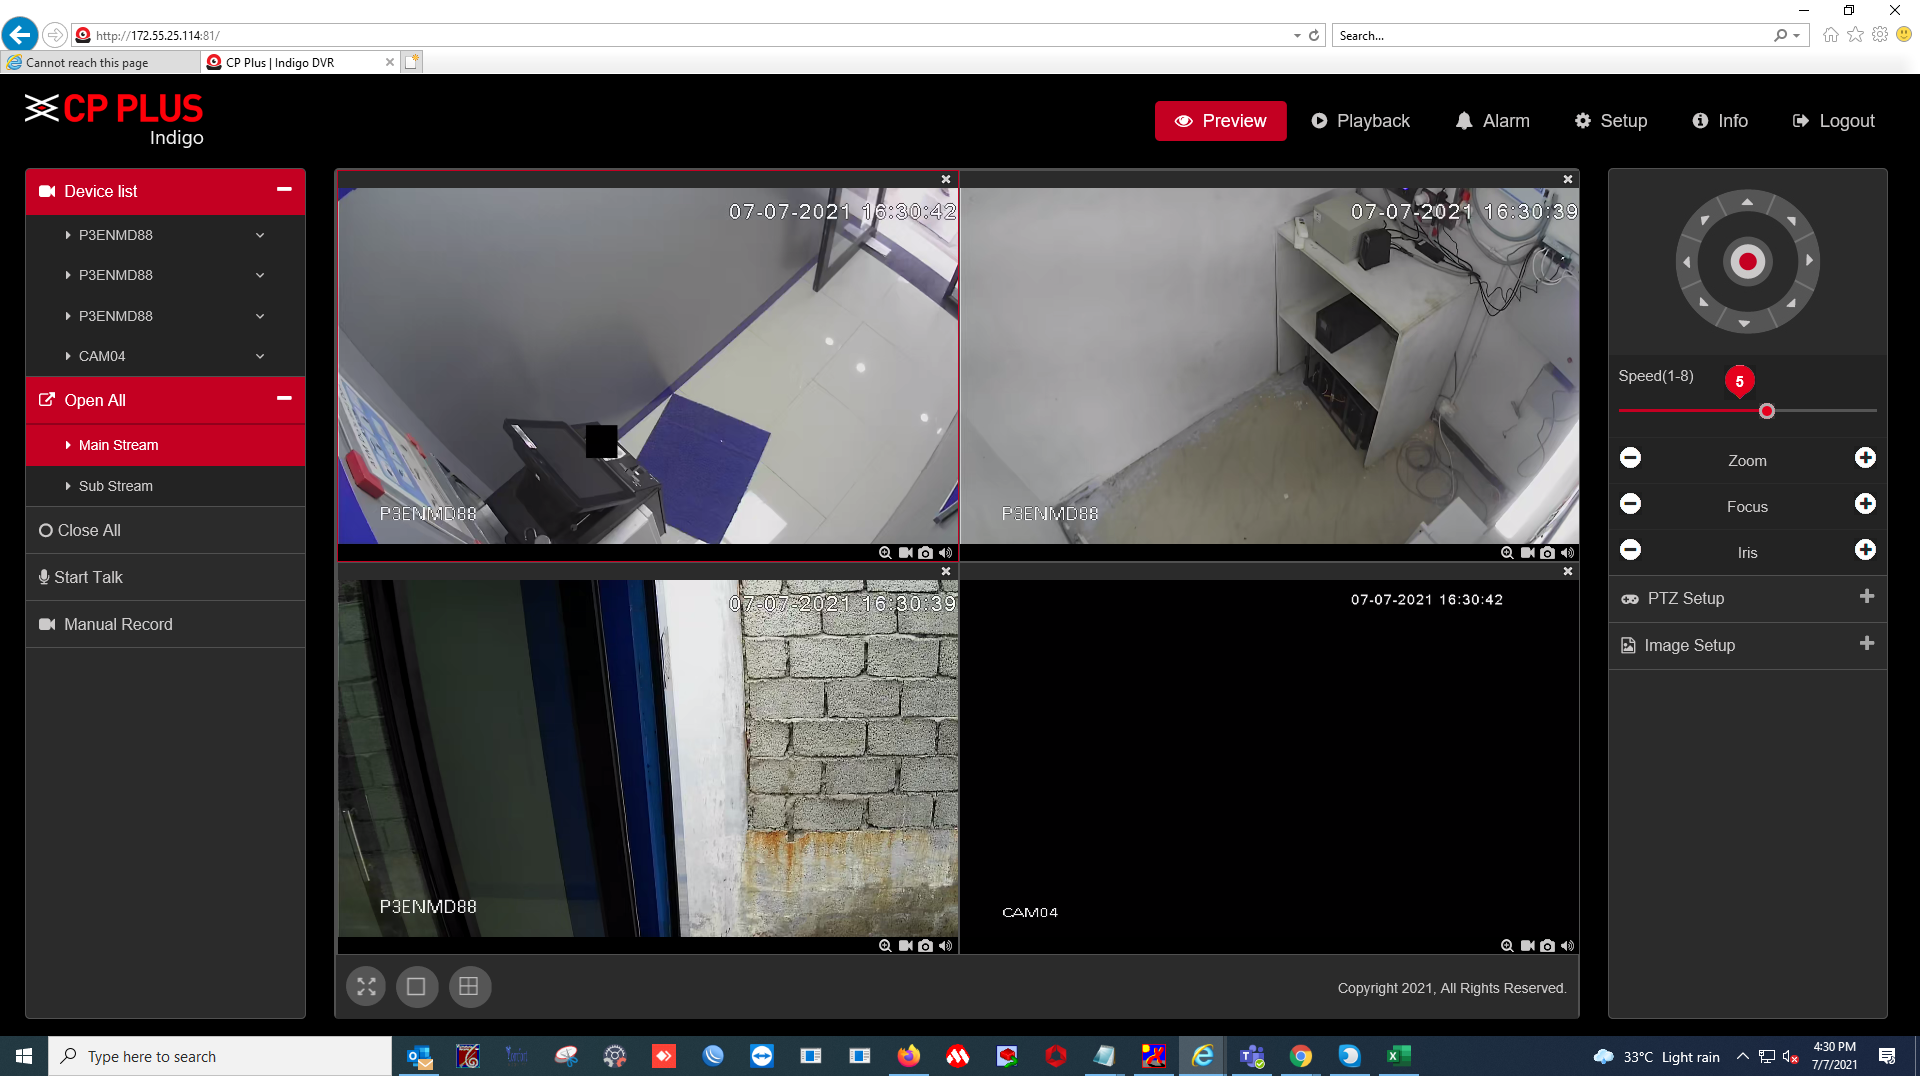 http://172.55.25.114:81/
Search...
Cannot reach this page
CP Plus | Indigo DVR
CP PLUS
Indigo
Preview
Playback
Alarm
Setup
Info
Logout
Device list
P3ENMD88
P3ENMD88
P3ENMD88
CAM04
Open All
Main Stream
Sub Stream
Close All
Start Talk
Manual Record
07-07-2021 16:30:42
P3ENMD88
07-07-2021 16:30:39
P3ENMD88
07-07-2021 16:30:39
P3ENMD88
07-07-2021 16:30:42
CAM04
Copyright 2021, All Rights Reserved.
Speed(1-8)
5
Zoom
Focus
Iris
PTZ Setup
Image Setup
Type here to search
33°C Light rain
4:30 PM
7/7/2021